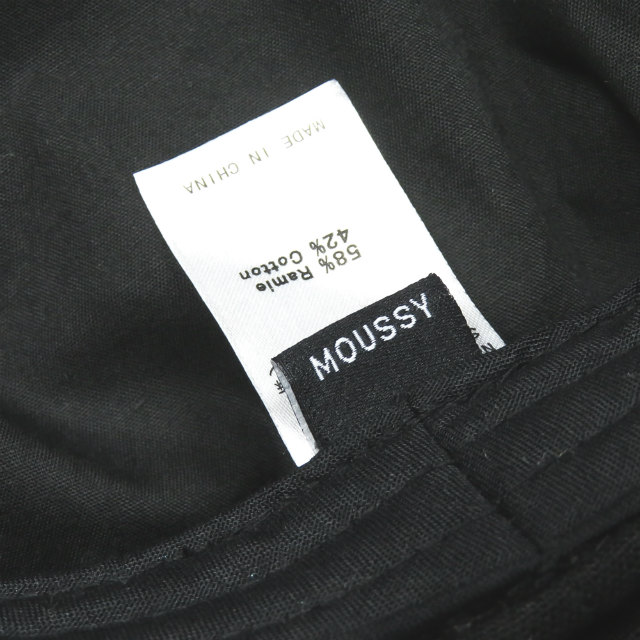 MOUSSY
58% Ramie
42% Cotton
MADE IN CHINA